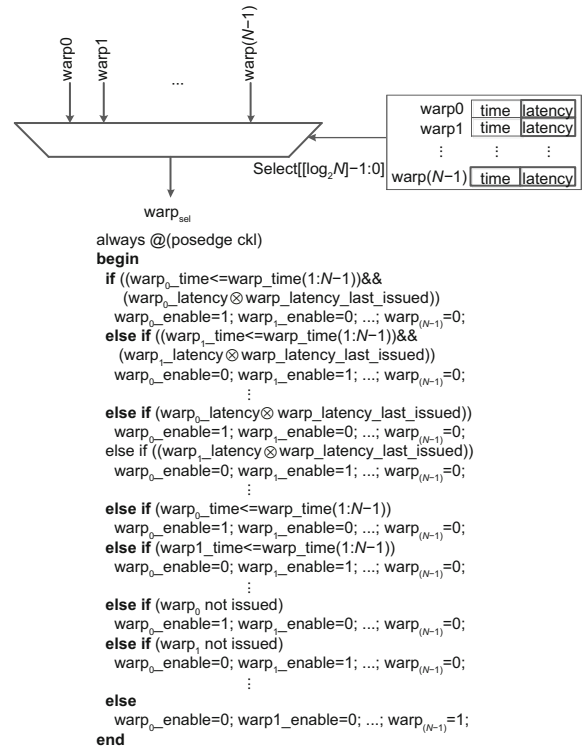 warp0
warp1
...
warp(N−1)
warp0 time latency
warp1 time latency
⋮ ⋮ ⋮
warp(N−1) time latency
Select[[log₂N]−1:0]
warp_sel
always @(posedge ckl)
begin
if ((warp₀_time<=warp_time(1:N−1))&&
(warp₀_latency⊗warp_latency_last_issued))
warp₀_enable=1; warp₁_enable=0; ...; warp₍N−1₎=0;
else if ((warp₁_time<=warp_time(1:N−1))&&
(warp₁_latency⊗warp_latency_last_issued))
warp₀_enable=0; warp₁_enable=1; ...; warp₍N−1₎=0;
⋮
else if (warp₀_latency⊗ warp_latency_last_issued))
warp₀_enable=1; warp₁_enable=0; ...; warp₍N−1₎=0;
else if ((warp₁_latency⊗warp_latency_last_issued))
warp₀_enable=0; warp₁_enable=1; ...; warp₍N−1₎=0;
⋮
else if (warp₀_time<=warp_time(1:N−1))
warp₀_enable=1; warp₁_enable=0; ...; warp₍N−1₎=0;
else if (warp1_time<=warp_time(1:N−1))
warp₀_enable=0; warp₁_enable=1; ...; warp₍N−1₎=0;
⋮
else if (warp₀ not issued)
warp₀_enable=1; warp₁_enable=0; ...; warp₍N−1₎=0;
else if (warp₁ not issued)
warp₀_enable=0; warp₁_enable=1; ...; warp₍N−1₎=0;
⋮
else
warp₀_enable=0; warp1_enable=0; ...; warp₍N−1₎=1;
end